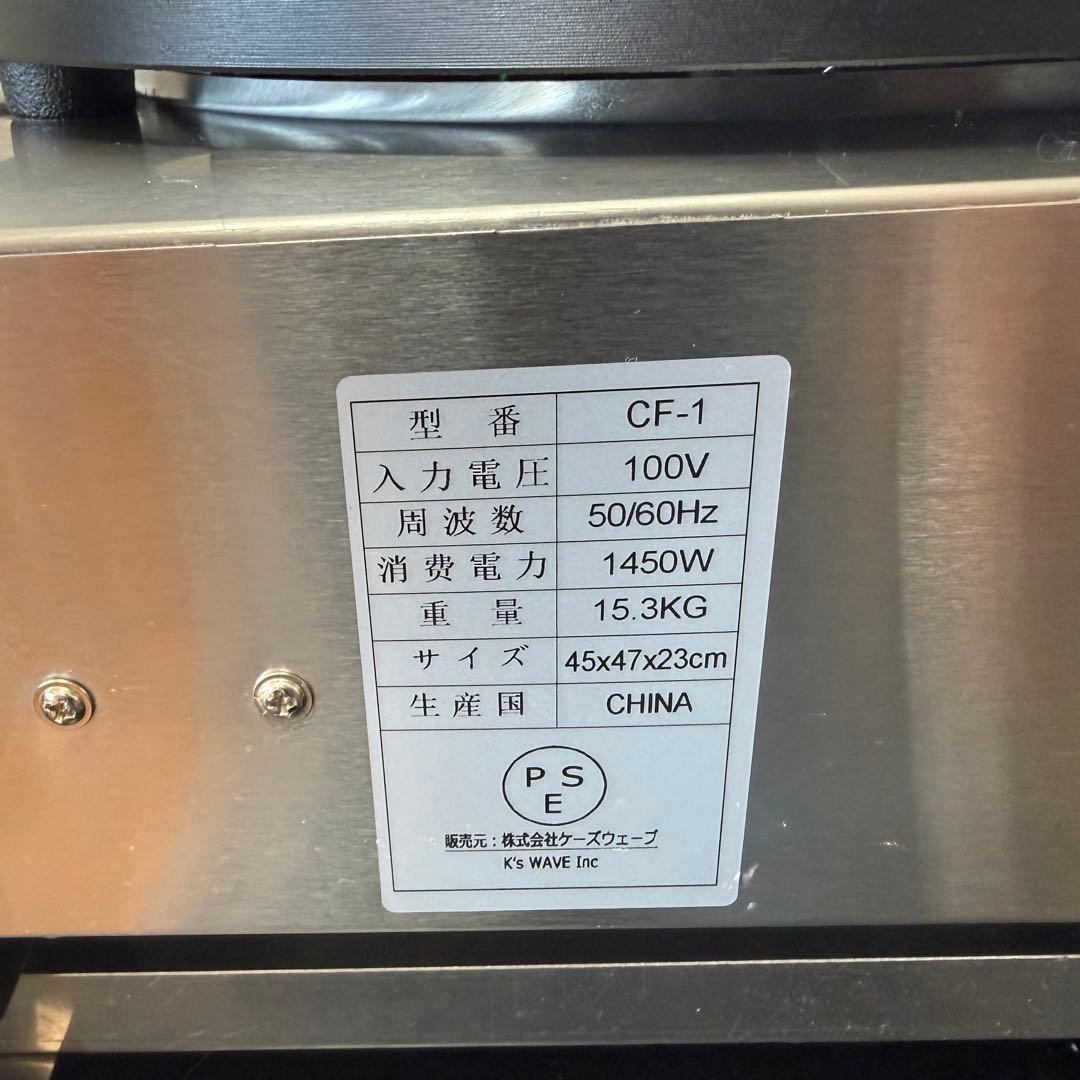 型番 CF-1
入力電圧 100V
周波数 50/60Hz
消費電力 1450W
重量 15.3KG
サイズ 45x47x23cm
生産国 CHINA
P S
E
販売元：株式会社ケーズウェーブ
K's WAVE Inc